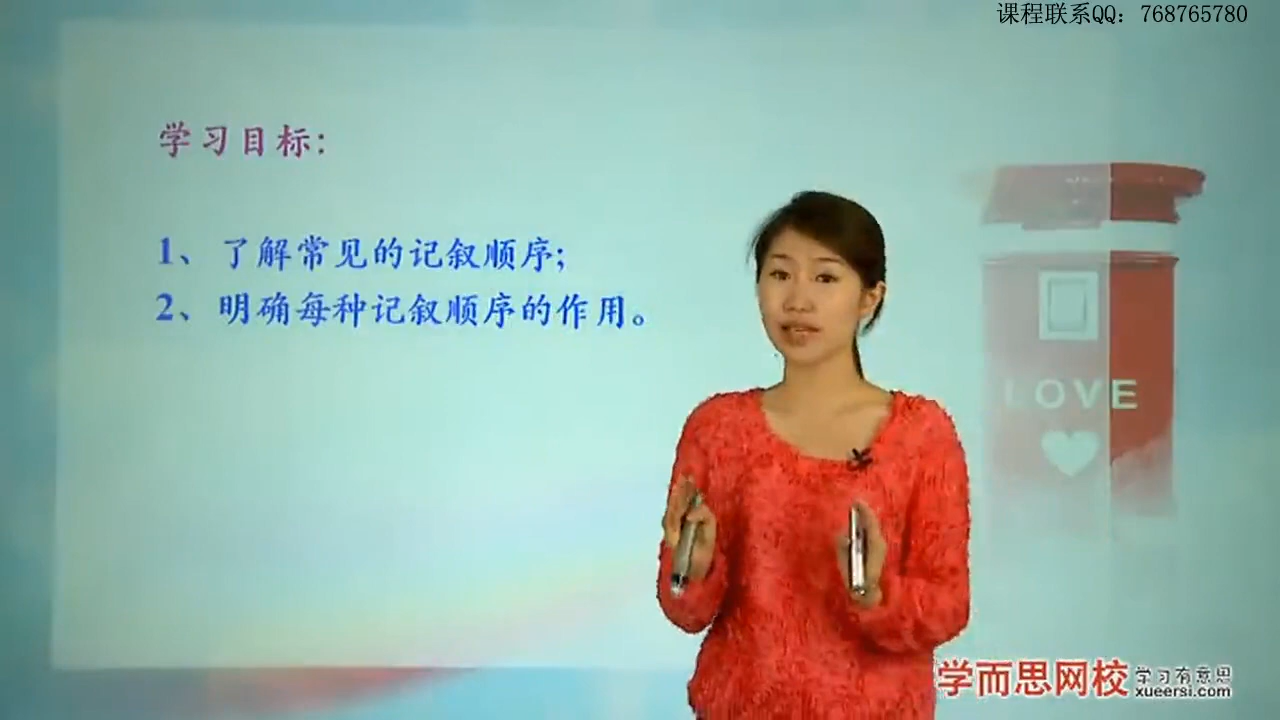 课程联系QQ：768765780
学习目标：
1、了解常见的记叙顺序；
2、明确每种记叙顺序的作用。
LOVE
学而思网校 学习有意思
xueersi.com